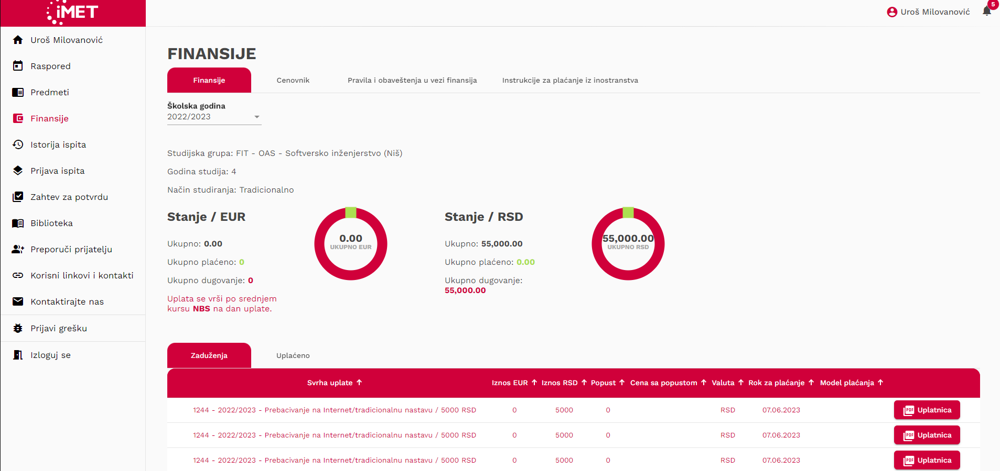 iMET
Uroš Milovanović
5
Uroš Milovanović
Raspored
Predmeti
Finansije
Istorija ispita
Prijava ispita
Zahtev za potvrdu
Biblioteka
Preporuči prijatelju
Korisni linkovi i kontakti
Kontaktirajte nas
Prijavi grešku
Izloguj se
FINANSIJE
Finansije Cenovnik Pravila i obaveštenja u vezi finansija Instrukcije za plaćanje iz inostranstva
Školska godina
2022/2023
Studijska grupa: FIT - OAS - Softversko inženjerstvo (Niš)
Godina studija: 4
Način studiranja: Tradicionalno
Stanje / EUR
Ukupno: 0.00
Ukupno plaćeno: 0
Ukupno dugovanje: 0
Uplata se vrši po srednjem
kursu NBS na dan uplate.
0.00
UKUPNO EUR
Stanje / RSD
Ukupno: 55,000.00
Ukupno plaćeno: 0.00
Ukupno dugovanje:
55,000.00
55,000.00
UKUPNO RSD
Zaduženja Uplaćeno
Svrha uplate Iznos EUR Iznos RSD Popust Cena sa popustom Valuta Rok za plaćanje Model plaćanja
1244 - 2022/2023 - Prebacivanje na Internet/tradicionalnu nastavu / 5000 RSD 0 5000 0 RSD 07.06.2023 PDF Uplatnica
1244 - 2022/2023 - Prebacivanje na Internet/tradicionalnu nastavu / 5000 RSD 0 5000 0 RSD 07.06.2023 PDF Uplatnica
1244 - 2022/2023 - Prebacivanje na Internet/tradicionalnu nastavu / 5000 RSD 0 5000 0 RSD 07.06.2023 PDF Uplatnica